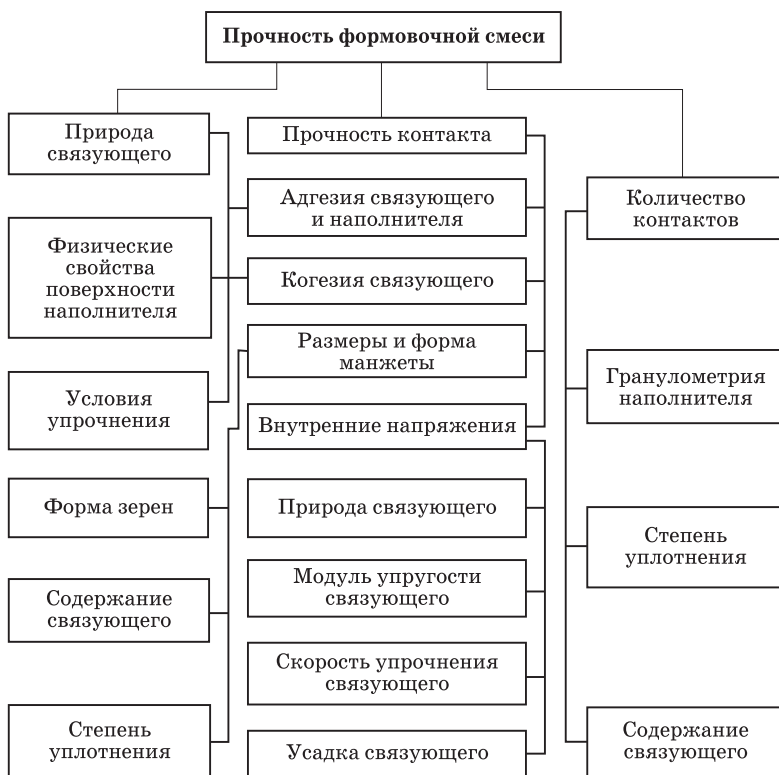 Прочность формовочной смеси
Природа
связующего
Физические
свойства
поверхности
наполнителя
Условия
упрочнения
Форма зерен
Содержание
связующего
Степень
уплотнения
Прочность контакта
Адгезия связующего
и наполнителя
Когезия связующего
Размеры и форма
манжеты
Внутренние напряжения
Природа связующего
Модуль упругости
связующего
Скорость упрочнения
связующего
Усадка связующего
Количество
контактов
Гранулометрия
наполнителя
Степень
уплотнения
Содержание
связующего